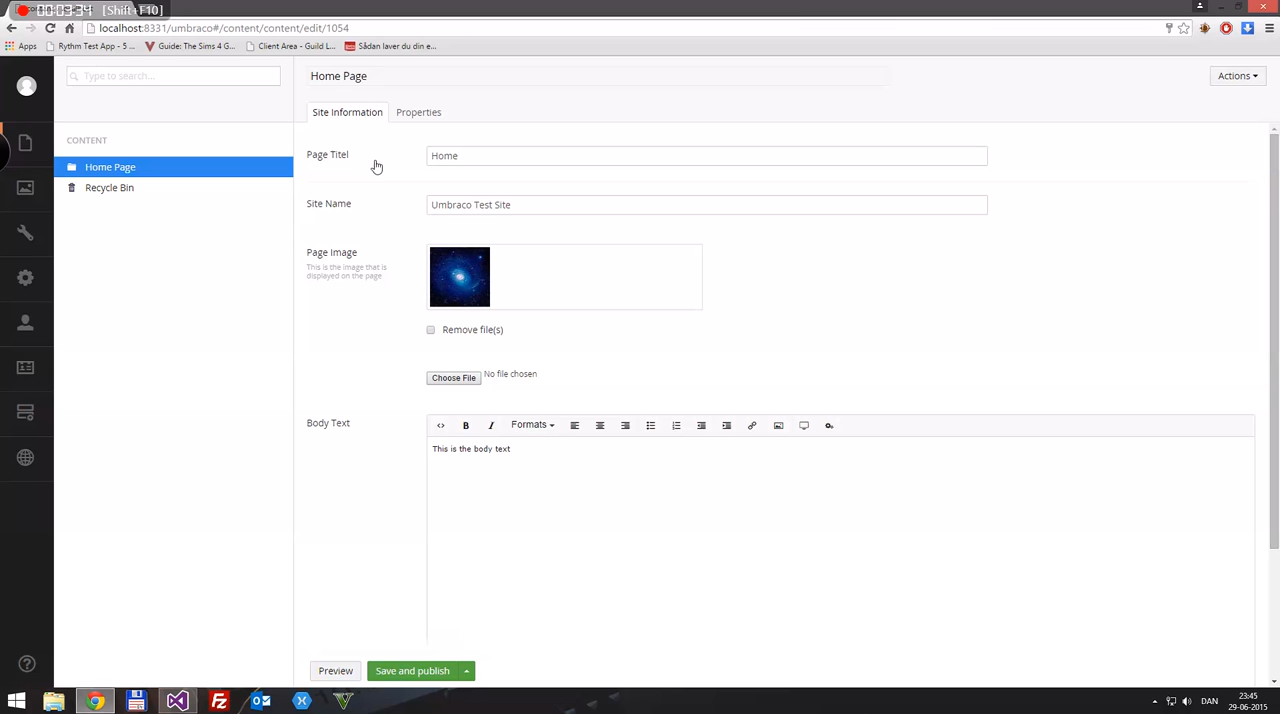 00:03:34 [Shift+F10]
localhost:8331/umbraco#/content/content/edit/1054
Apps
Rythm Test App - 5 ...
Guide: The Sims 4 G...
Client Area - Guild L...
Sådan laver du din e...
Type to search...
Home Page
Actions
Site Information
Properties
CONTENT
Home Page
Recycle Bin
Page Titel
Home
Site Name
Umbraco Test Site
Page Image
This is the image that is
displayed on the page
Remove file(s)
Choose File
No file chosen
Body Text
Formats
This is the body text
Preview
Save and publish
DAN
23:45
29-06-2015